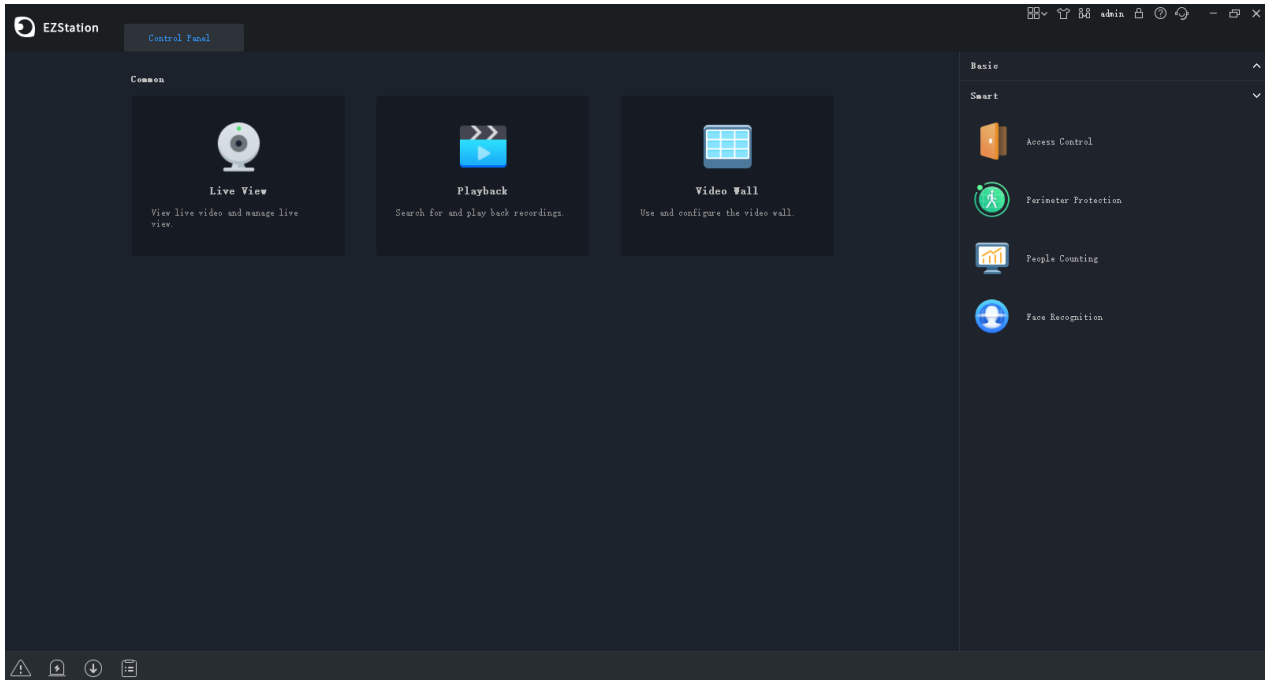 EZStation
admin
Control Panel
Common
Live View
View live video and manage live
view.
Playback
Search for and play back recordings.
Video Wall
Use and configure the video wall.
Basic
Smart
Access Control
Perimeter Protection
People Counting
Face Recognition